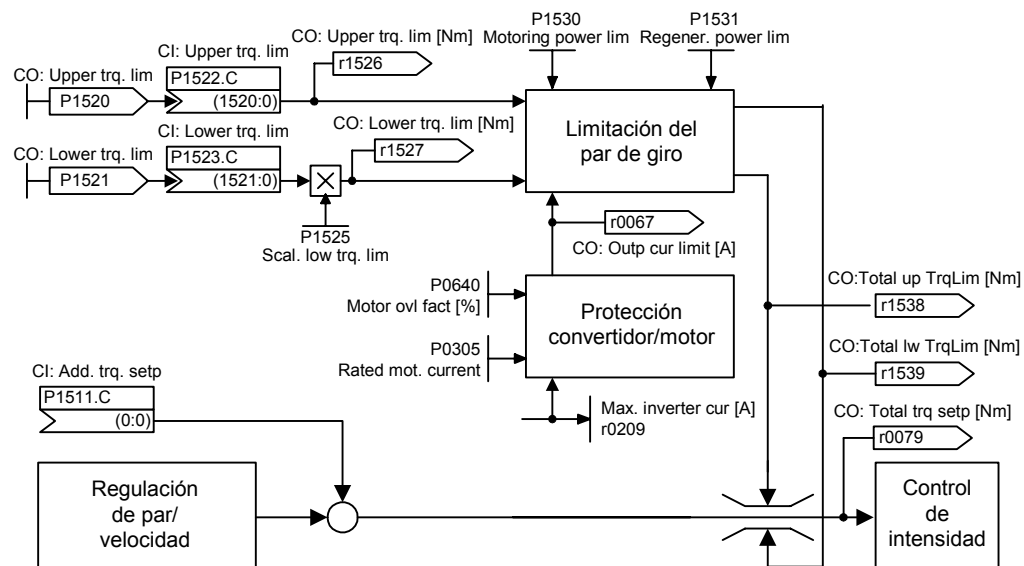 P1530
Motoring power lim
P1531
Regener. power lim
CO: Upper trq. lim [Nm]
r1526
CI: Upper trq. lim
CO: Upper trq. lim
P1520
P1522.C
(1520:0)
CO: Lower trq. lim [Nm]
r1527
CI: Lower trq. lim
CO: Lower trq. lim
P1521
P1523.C
(1521:0)
P1525
Scal. low trq. lim
Limitación del
par de giro
r0067
CO: Outp cur limit [A]
P0640
Motor ovl fact [%]
P0305
Rated mot. current
Protección
convertidor/motor
Max. inverter cur [A]
r0209
CO:Total up TrqLim [Nm]
r1538
CO:Total lw TrqLim [Nm]
r1539
CO: Total trq setp [Nm]
r0079
CI: Add. trq. setp
P1511.C
(0:0)
Regulación
de par/
velocidad
Control
de
intensidad